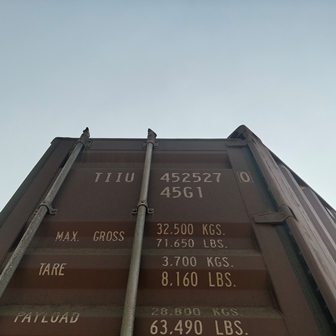 TIIU 452527 0
45G1
MAX. GROSS 32.500 KGS.
71.650 LBS.
TARE 3.700 KGS.
8.160 LBS.
PAYLOAD 28.800 KGS.
63.490 LBS.